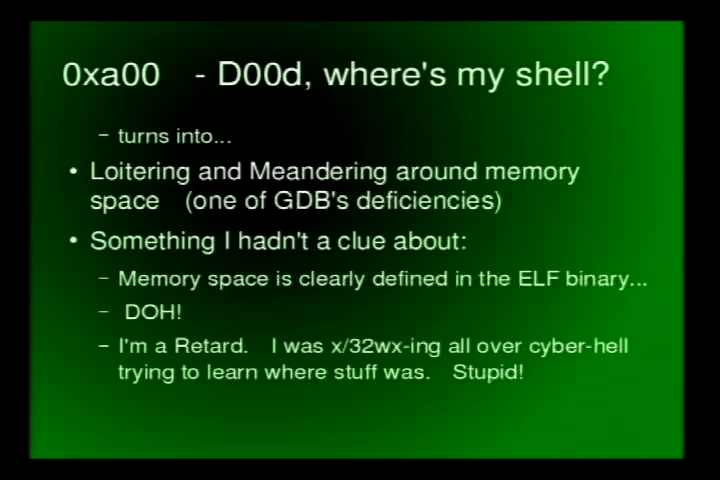 0xa00 - D00d, where's my shell?
– turns into...
• Loitering and Meandering around memory
space (one of GDB's deficiencies)
• Something I hadn't a clue about:
– Memory space is clearly defined in the ELF binary...
– DOH!
– I'm a Retard. I was x/32wx-ing all over cyber-hell
trying to learn where stuff was. Stupid!